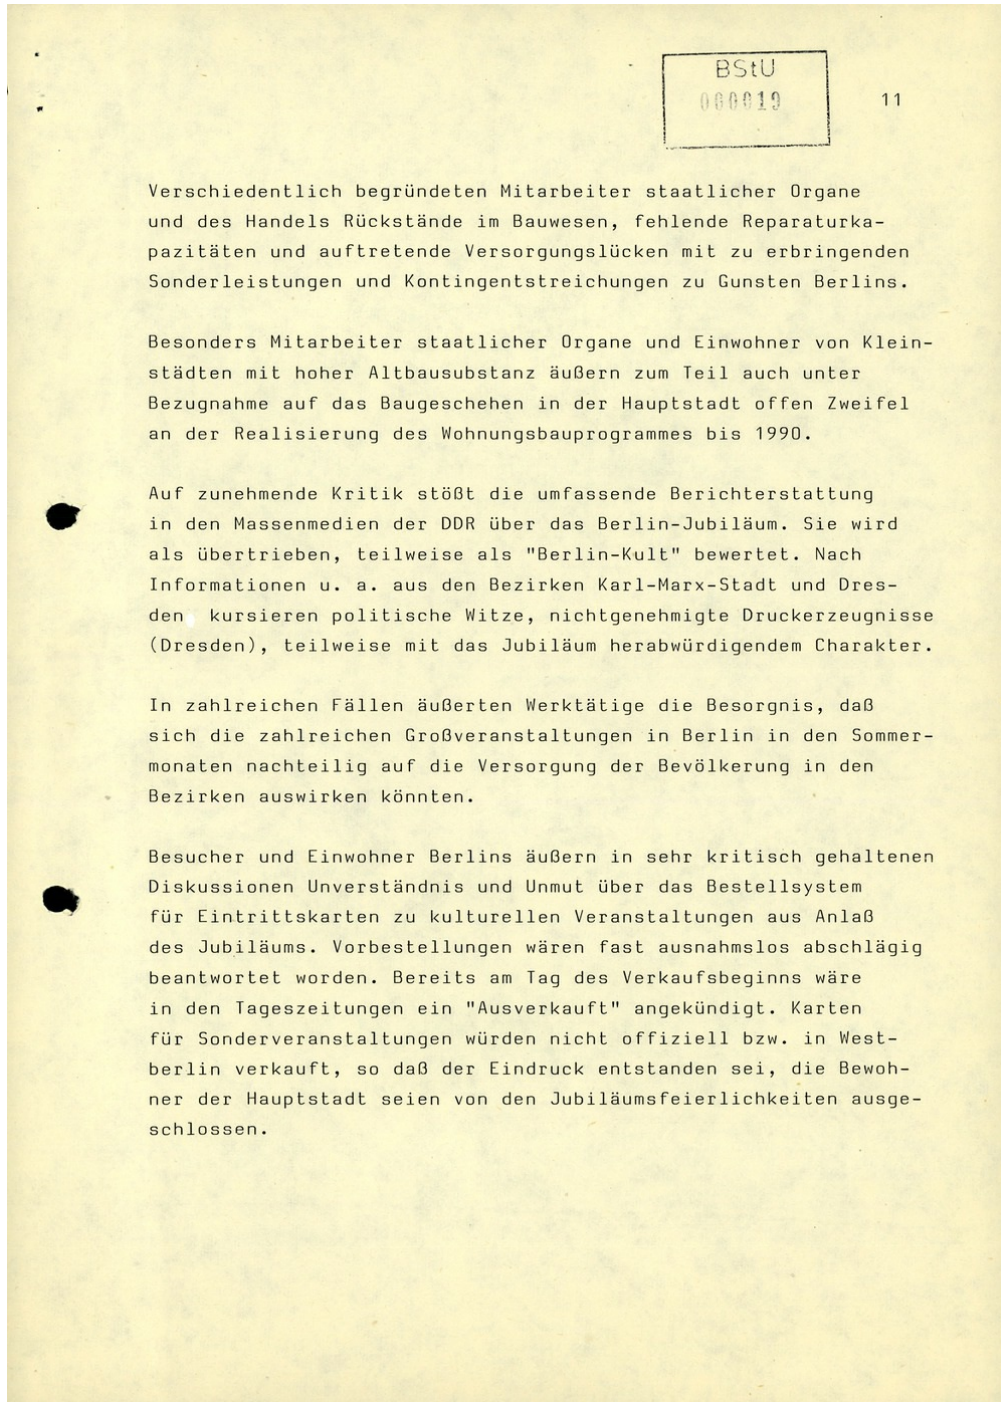 BStU
000019
11
Verschiedentlich begründeten Mitarbeiter staatlicher Organe
und des Handels Rückstände im Bauwesen, fehlende Reparaturka-
pazitäten und auftretende Versorgungslücken mit zu erbringenden
Sonderleistungen und Kontingentstreichungen zu Gunsten Berlins.
Besonders Mitarbeiter staatlicher Organe und Einwohner von Klein-
städten mit hoher Altbausubstanz äußern zum Teil auch unter
Bezugnahme auf das Baugeschehen in der Hauptstadt offen Zweifel
an der Realisierung des Wohnungsbauprogrammes bis 1990.
Auf zunehmende Kritik stößt die umfassende Berichterstattung
in den Massenmedien der DDR über das Berlin-Jubiläum. Sie wird
als übertrieben, teilweise als "Berlin-Kult" bewertet. Nach
Informationen u. a. aus den Bezirken Karl-Marx-Stadt und Dres-
den kursieren politische Witze, nichtgenehmigte Druckerzeugnisse
(Dresden), teilweise mit das Jubiläum herabwürdigendem Charakter.
In zahlreichen Fällen äußerten Werktätige die Besorgnis, daß
sich die zahlreichen Großveranstaltungen in Berlin in den Sommer-
monaten nachteilig auf die Versorgung der Bevölkerung in den
Bezirken auswirken könnten.
Besucher und Einwohner Berlins äußern in sehr kritisch gehaltenen
Diskussionen Unverständnis und Unmut über das Bestellsystem
für Eintrittskarten zu kulturellen Veranstaltungen aus Anlaß
des Jubiläums. Vorbestellungen wären fast ausnahmslos abschlägig
beantwortet worden. Bereits am Tag des Verkaufsbeginns wäre
in den Tageszeitungen ein "Ausverkauft" angekündigt. Karten
für Sonderveranstaltungen würden nicht offiziell bzw. in West-
berlin verkauft, so daß der Eindruck entstanden sei, die Bewoh-
ner der Hauptstadt seien von den Jubiläumsfeierlichkeiten ausge-
schlossen.